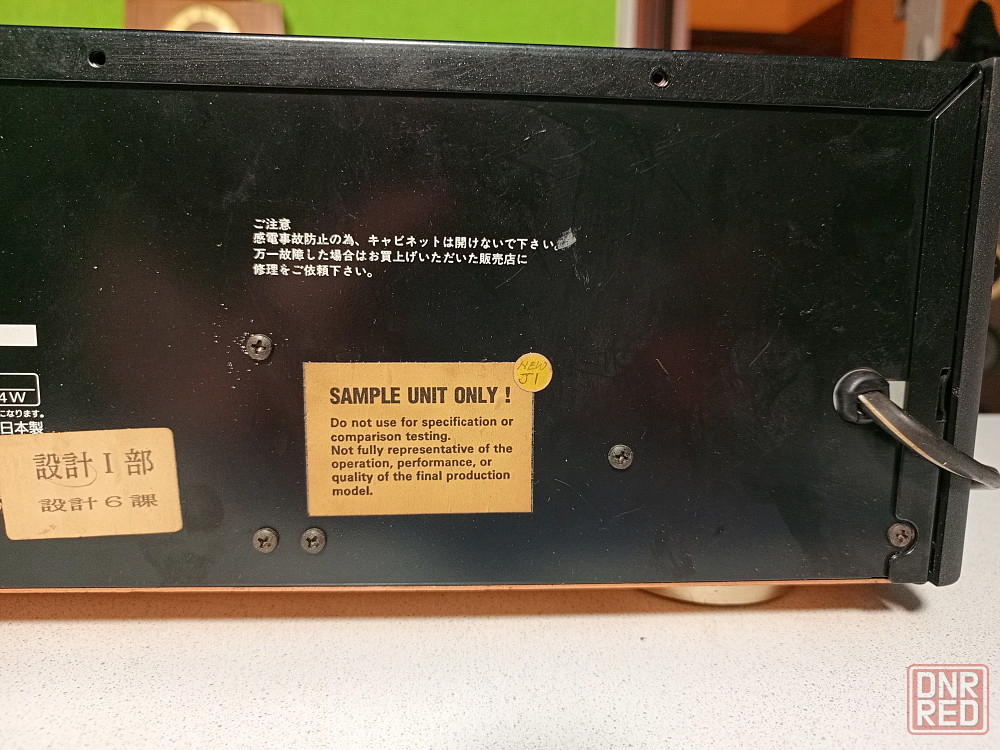 ご注意
感電事故防止の為、キャビネットは開けないで下さい。
万一故障した場合はお買上げいただいた販売店に
修理をご依頼下さい。
4W
になります。
日本製
設計Ⅰ部
設計6課
NEW
J1
SAMPLE UNIT ONLY !
Do not use for specification or
comparison testing.
Not fully representative of the
operation, performance, or
quality of the final production
model.
DNR
RED